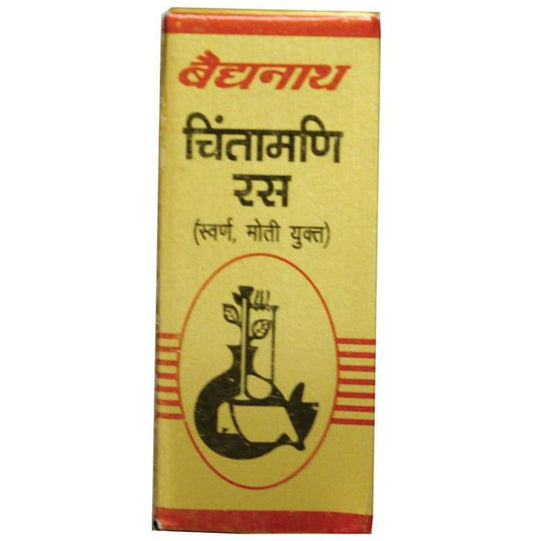 बैद्यनाथ
चिंतामणि
रस
(स्वर्ण, मोती युक्त)